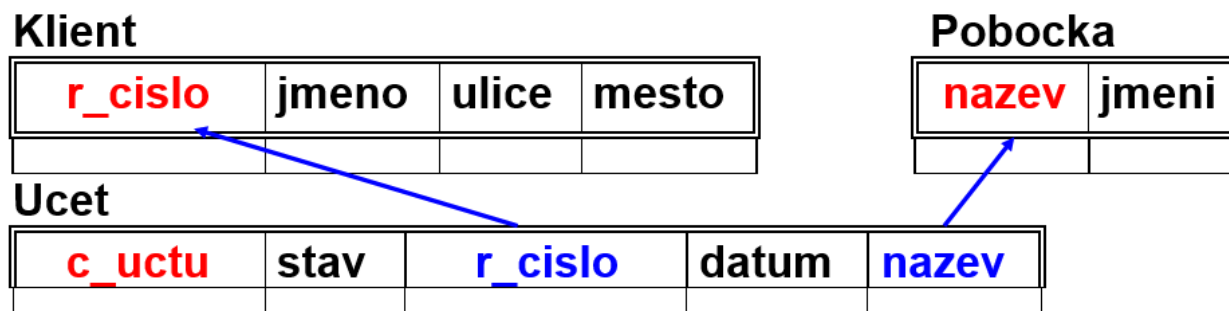 Klient Pobocka
r_cislo jmeno ulice mesto nazev jmeni
Ucet
c_uctu stav r_cislo datum nazev